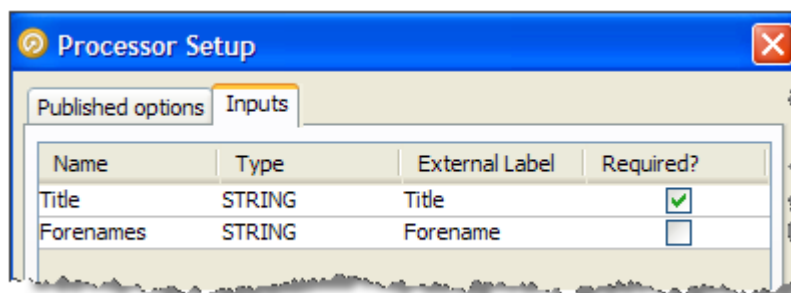 Processor Setup
Published options Inputs
Name Type External Label Required?
Title STRING Title
Forenames STRING Forename